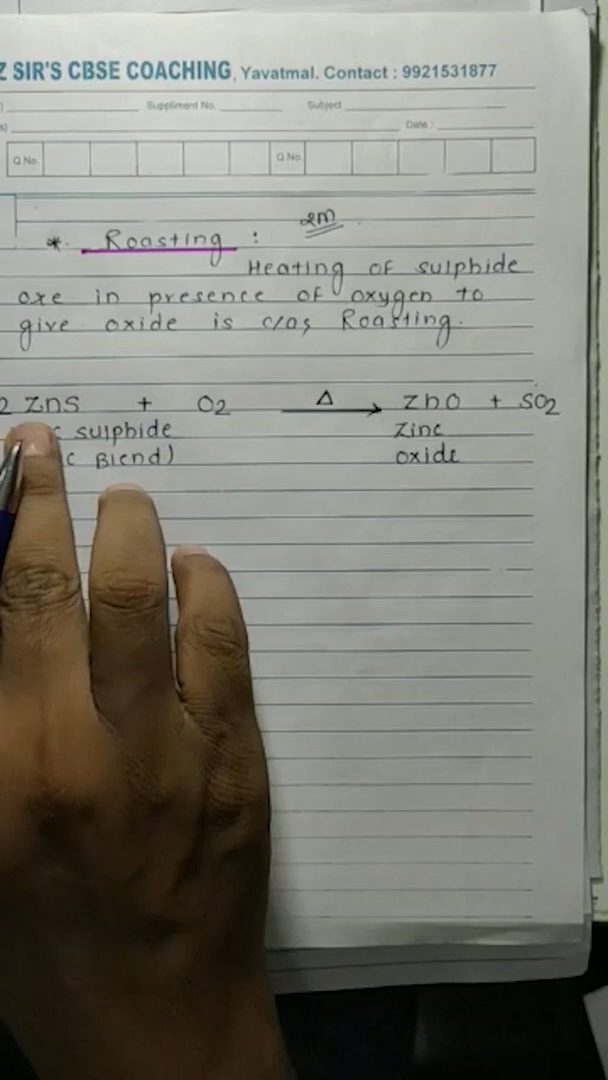 Z SIR'S CBSE COACHING, Yavatmal. Contact : 9921531877
Suppliment No. Subject
Date :
Q No. Q No.
* Roasting : 2m
Heating of sulphide
ore in presence of oxygen to
give oxide is c/as Roasting.
2 ZnS + O2 Δ→ ZnO + SO2
c sulphide Zinc
c Blend) oxide